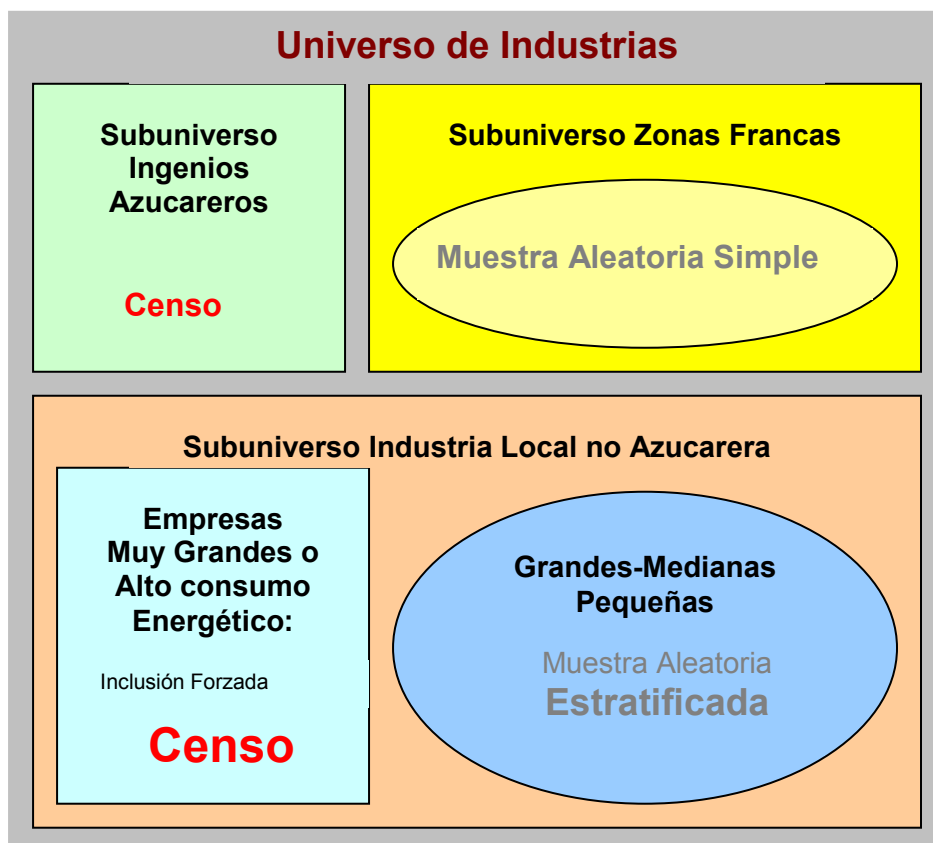 Universo de Industrias
Subuniverso
Ingenios
Azucareros
Censo
Subuniverso Zonas Francas
Muestra Aleatoria Simple
Subuniverso Industria Local no Azucarera
Empresas
Muy Grandes o
Alto consumo
Energético:
Inclusión Forzada
Censo
Grandes-Medianas
Pequeñas
Muestra Aleatoria
Estratificada